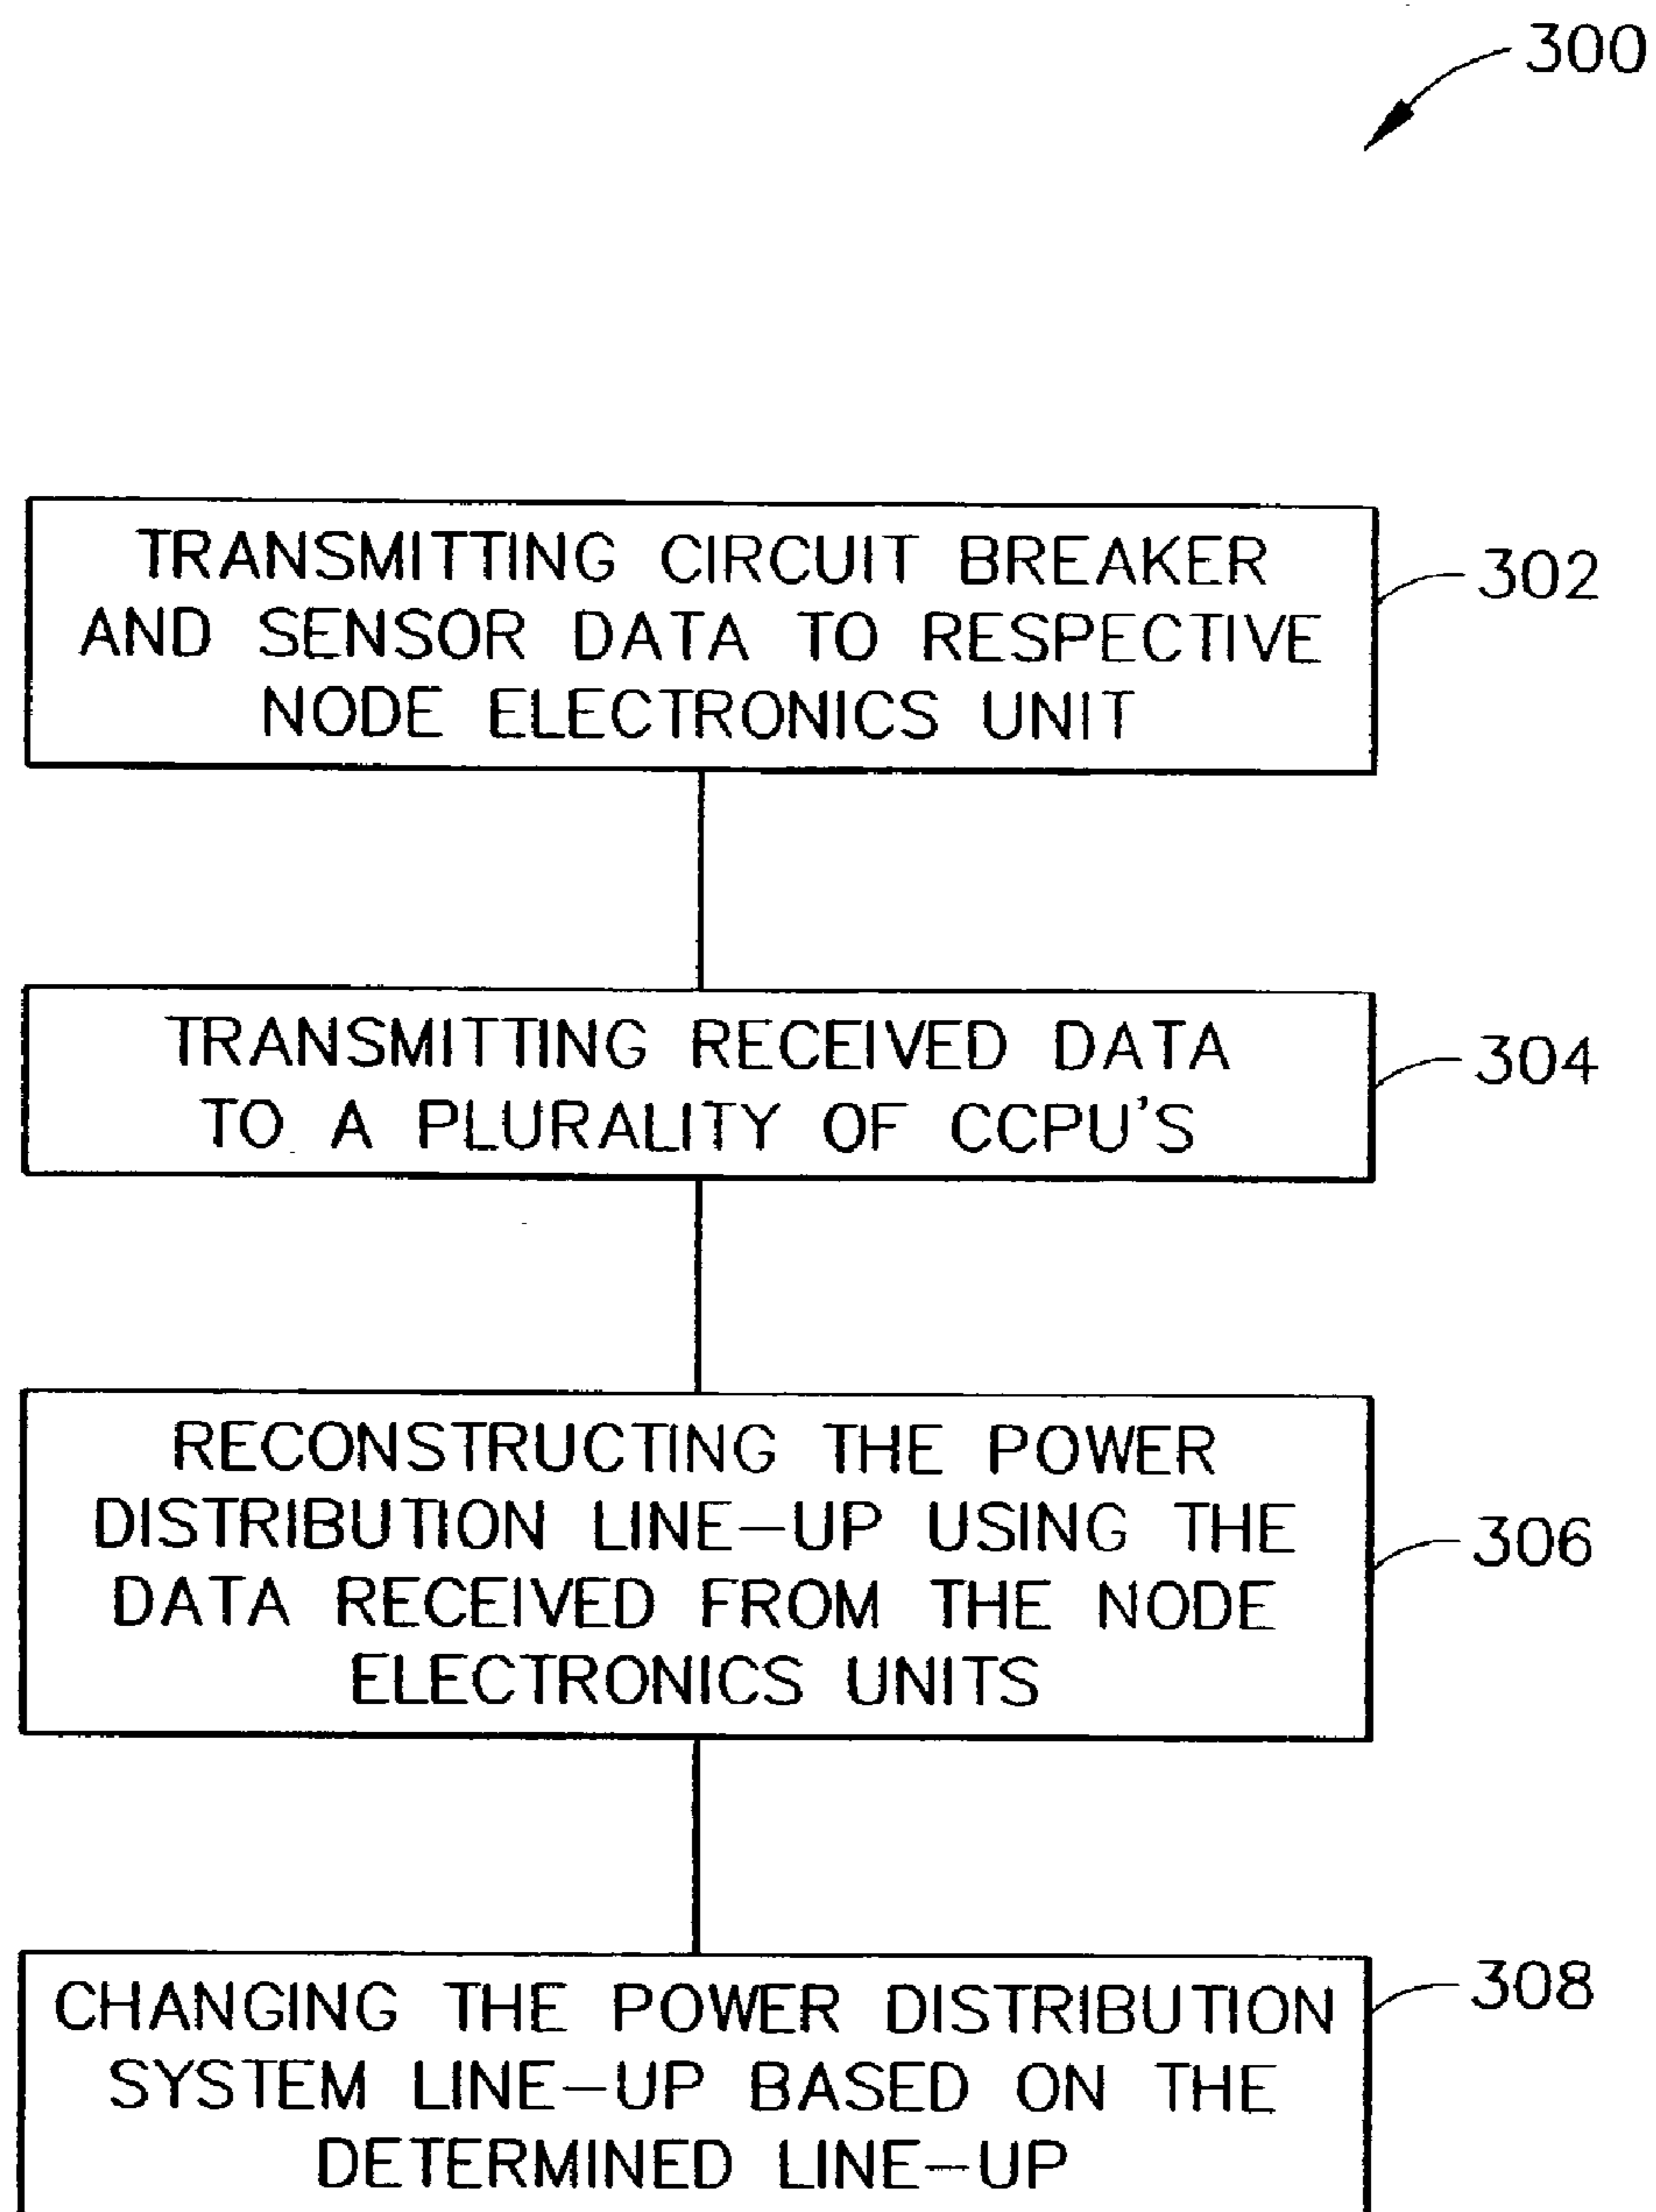 300
TRANSMITTING CIRCUIT BREAKER
AND SENSOR DATA TO RESPECTIVE
NODE ELECTRONICS UNIT
302
TRANSMITTING RECEIVED DATA
TO A PLURALITY OF CCPU'S
304
RECONSTRUCTING THE POWER
DISTRIBUTION LINE-UP USING THE
DATA RECEIVED FROM THE NODE
ELECTRONICS UNITS
306
CHANGING THE POWER DISTRIBUTION
SYSTEM LINE-UP BASED ON THE
DETERMINED LINE-UP
308